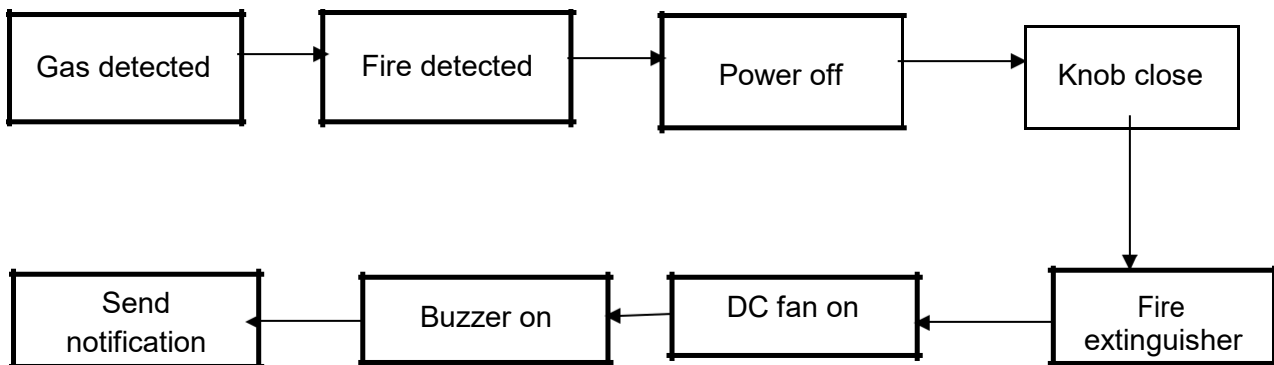 Gas detected
Fire detected
Power off
Knob close
Fire
extinguisher
DC fan on
Buzzer on
Send
notification